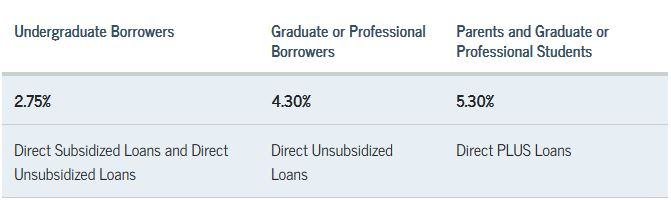 Undergraduate Borrowers
Graduate or Professional
Borrowers
Parents and Graduate or
Professional Students
2.75%
4.30%
5.30%
Direct Subsidized Loans and Direct
Unsubsidized Loans
Direct Unsubsidized
Loans
Direct PLUS Loans